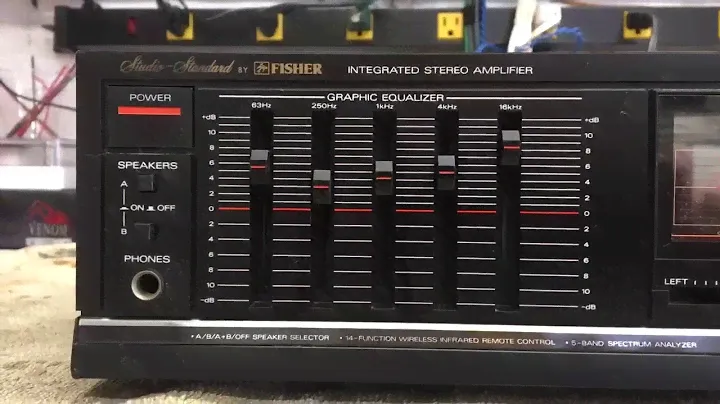 Studio-Standard BY FISHER INTEGRATED STEREO AMPLIFIER
POWER
GRAPHIC EQUALIZER
63Hz 250Hz 1kHz 4kHz 16kHz
+dB +dB
10 10
8 8
6 6
4 4
2 2
0 0
2 2
4 4
6 6
8 8
10 10
-dB -dB
SPEAKERS
A
ON OFF
B
PHONES
VENOM
LEFT
• A/B/A+B/OFF SPEAKER SELECTOR • 14-FUNCTION WIRELESS INFRARED REMOTE CONTROL • 5-BAND SPECTRUM ANALYZER